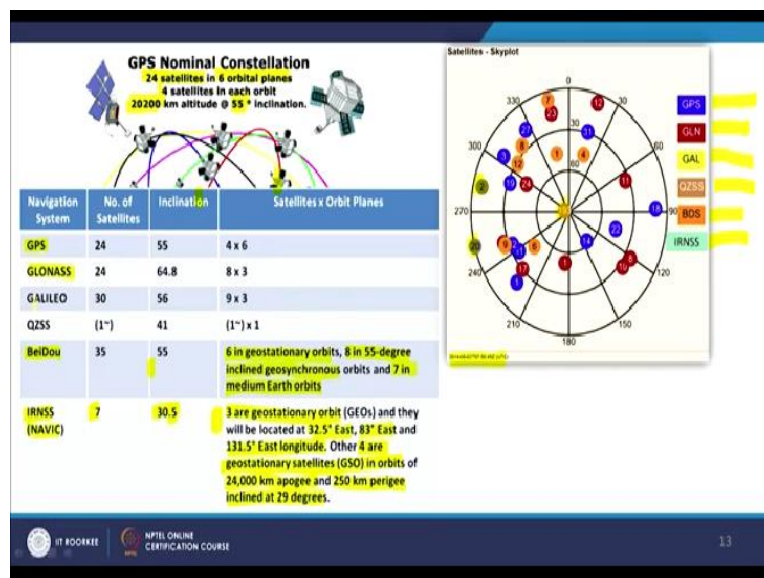 GPS Nominal Constellation
24 satellites in 6 orbital planes
4 satellites in each orbit
20200 km altitude @ 55 ° inclination.
Navigation System
No. of Satellites
Inclination
Satellites x Orbit Planes
GPS 24 55 4 x 6
GLONASS 24 64.8 8 x 3
GALILEO 30 56 9 x 3
QZSS (1~) 41 (1~) x 1
BeiDou 35 55 6 in geostationary orbits, 8 in 55-degree
inclined geosynchronous orbits and 7 in
medium Earth orbits
IRNSS 7 30.5 3 are geostationary orbit (GEOs) and they
(NAVIC) will be located at 32.5° East, 83° East and
131.5° East longitude. Other 4 are
geostationary satellites (GSO) in orbits of
24,000 km apogee and 250 km perigee
inclined at 29 degrees.
Satellites - Skyplot
0
330 30
300 60
270 90
240 120
210 150
180
30
60
GPS
GLN
GAL
QZSS
BDS
IRNSS
IIT ROORKEE
NPTEL ONLINE
CERTIFICATION COURSE
13